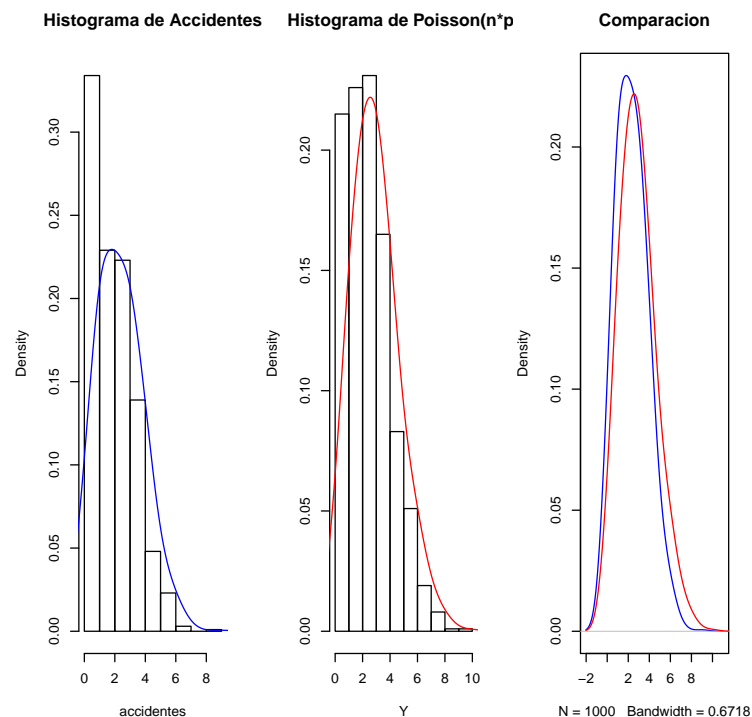 Histograma de Accidentes
Density
0.00 0.05 0.10 0.15 0.20 0.25 0.30
0 2 4 6 8
accidentes
Histograma de Poisson(n*p
Density
0.00 0.05 0.10 0.15 0.20
0 2 4 6 8 10
Y
Comparacion
Density
0.00 0.05 0.10 0.15 0.20
−2 0 2 4 6 8
N = 1000 Bandwidth = 0.6718